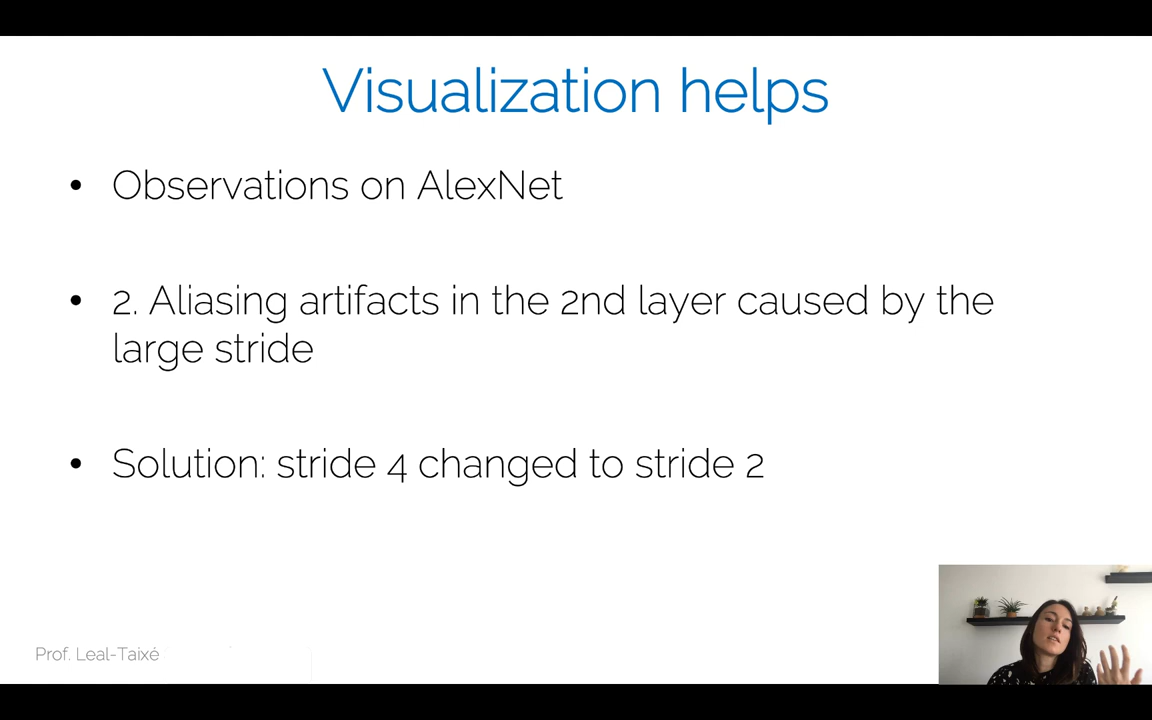 Visualization helps
• Observations on AlexNet
• 2. Aliasing artifacts in the 2nd layer caused by the
large stride
• Solution: stride 4 changed to stride 2
Prof. Leal-Taixé